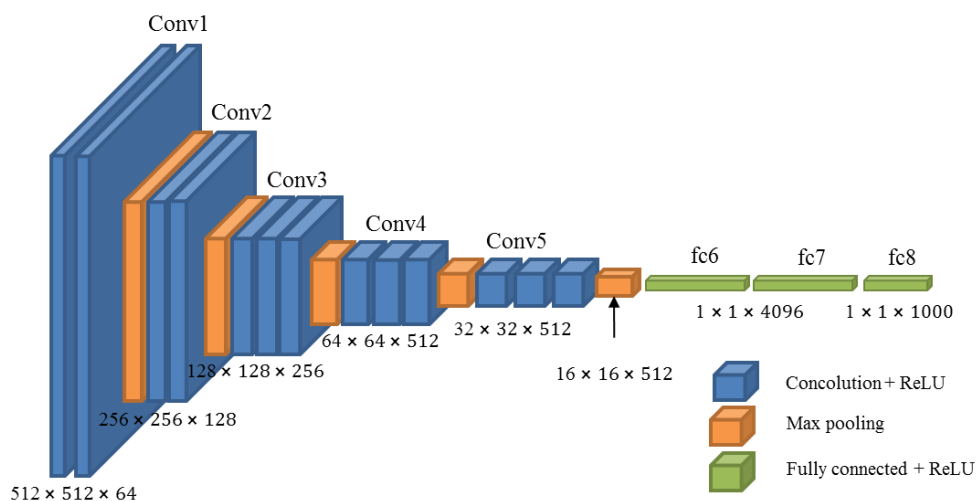 Conv1
Conv2
Conv3
Conv4
Conv5
fc6
fc7
fc8
512 × 512 × 64
256 × 256 × 128
128 × 128 × 256
64 × 64 × 512
32 × 32 × 512
16 × 16 × 512
1 × 1 × 4096
1 × 1 × 1000
Concolution + ReLU
Max pooling
Fully connected + ReLU